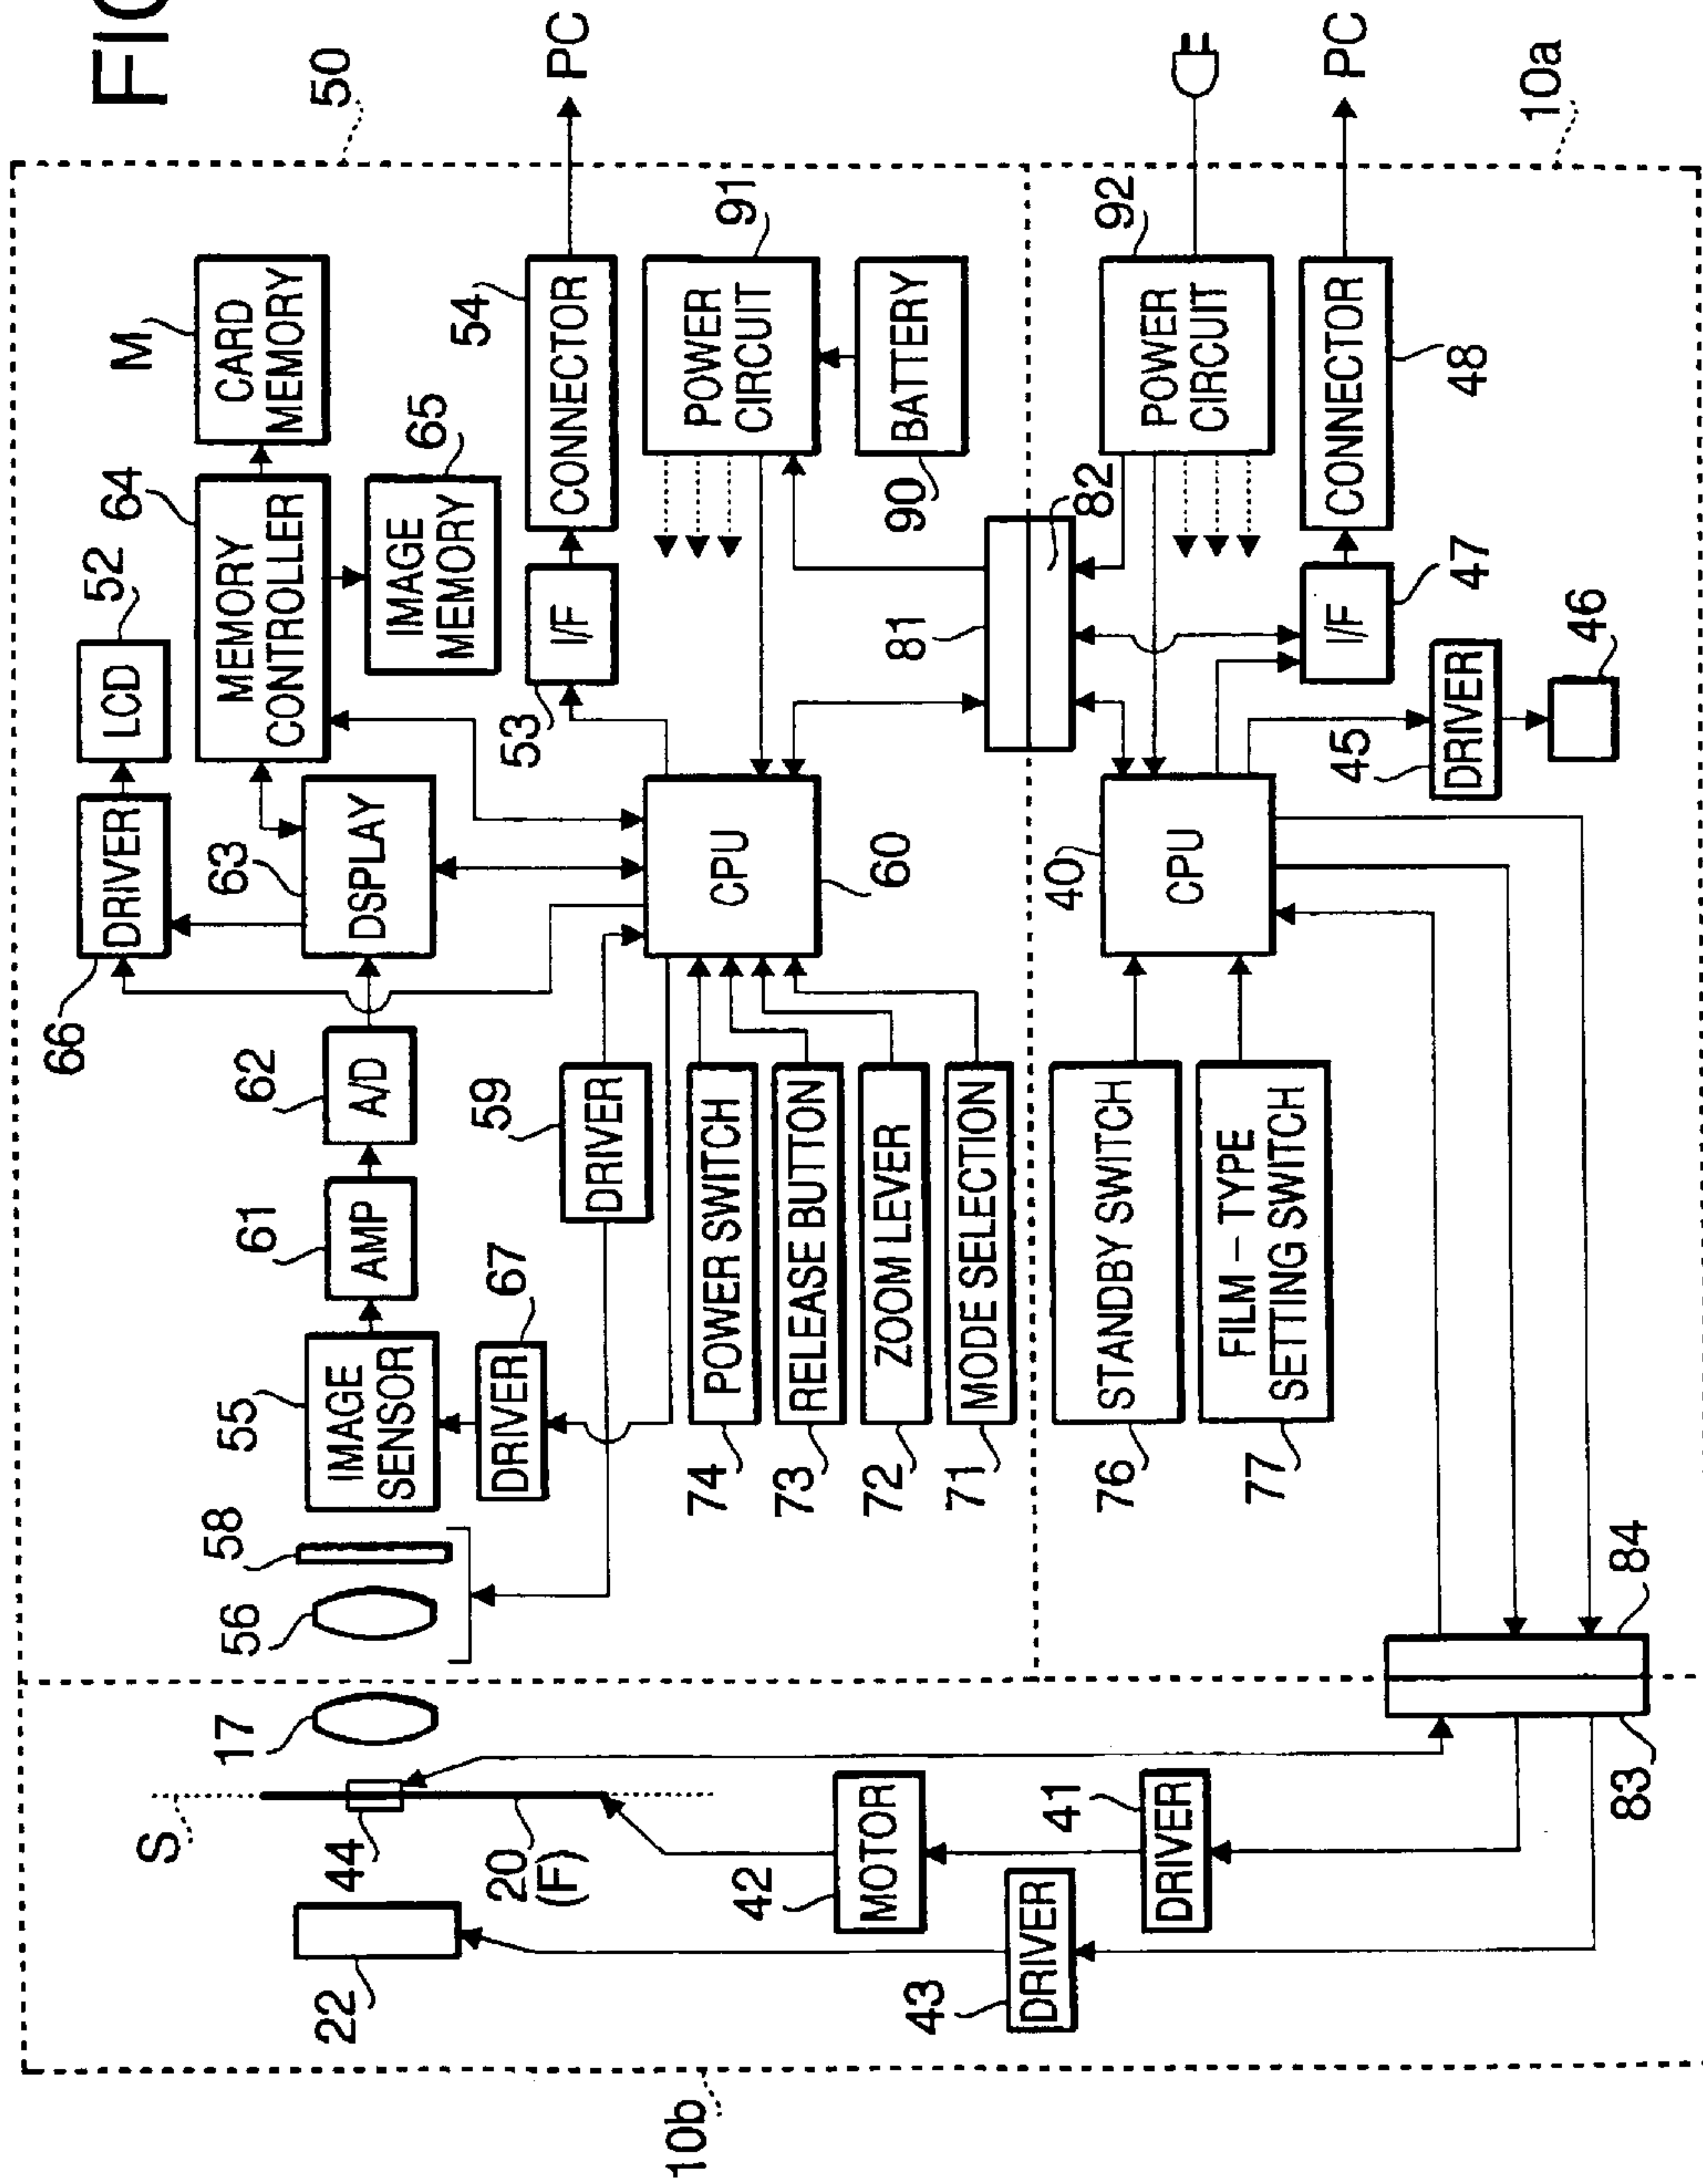 FIG
50
PC
PC
10a
M
CARD
MEMORY
64
MEMORY
CONTROLLER
65
IMAGE
MEMORY
52
LCD
DRIVER
66
63
DSPLAY
54
CONNECTOR
I/F
53
91
POWER
CIRCUIT
BATTERY
90
CPU
60
62
A/D
61
AMP
55
IMAGE
SENSOR
67
DRIVER
59
DRIVER
58
56
POWER SWITCH
74
RELEASE BUTTON
73
ZOOM LEVER
72
MODE SELECTION
71
81
82
92
POWER
CIRCUIT
CONNECTOR
48
I/F
47
45
DRIVER
46
40
CPU
STANDBY SWITCH
76
FILM-TYPE
SETTING SWITCH
77
84
83
17
S
44
20
(F)
22
42
MOTOR
41
DRIVER
43
DRIVER
10b